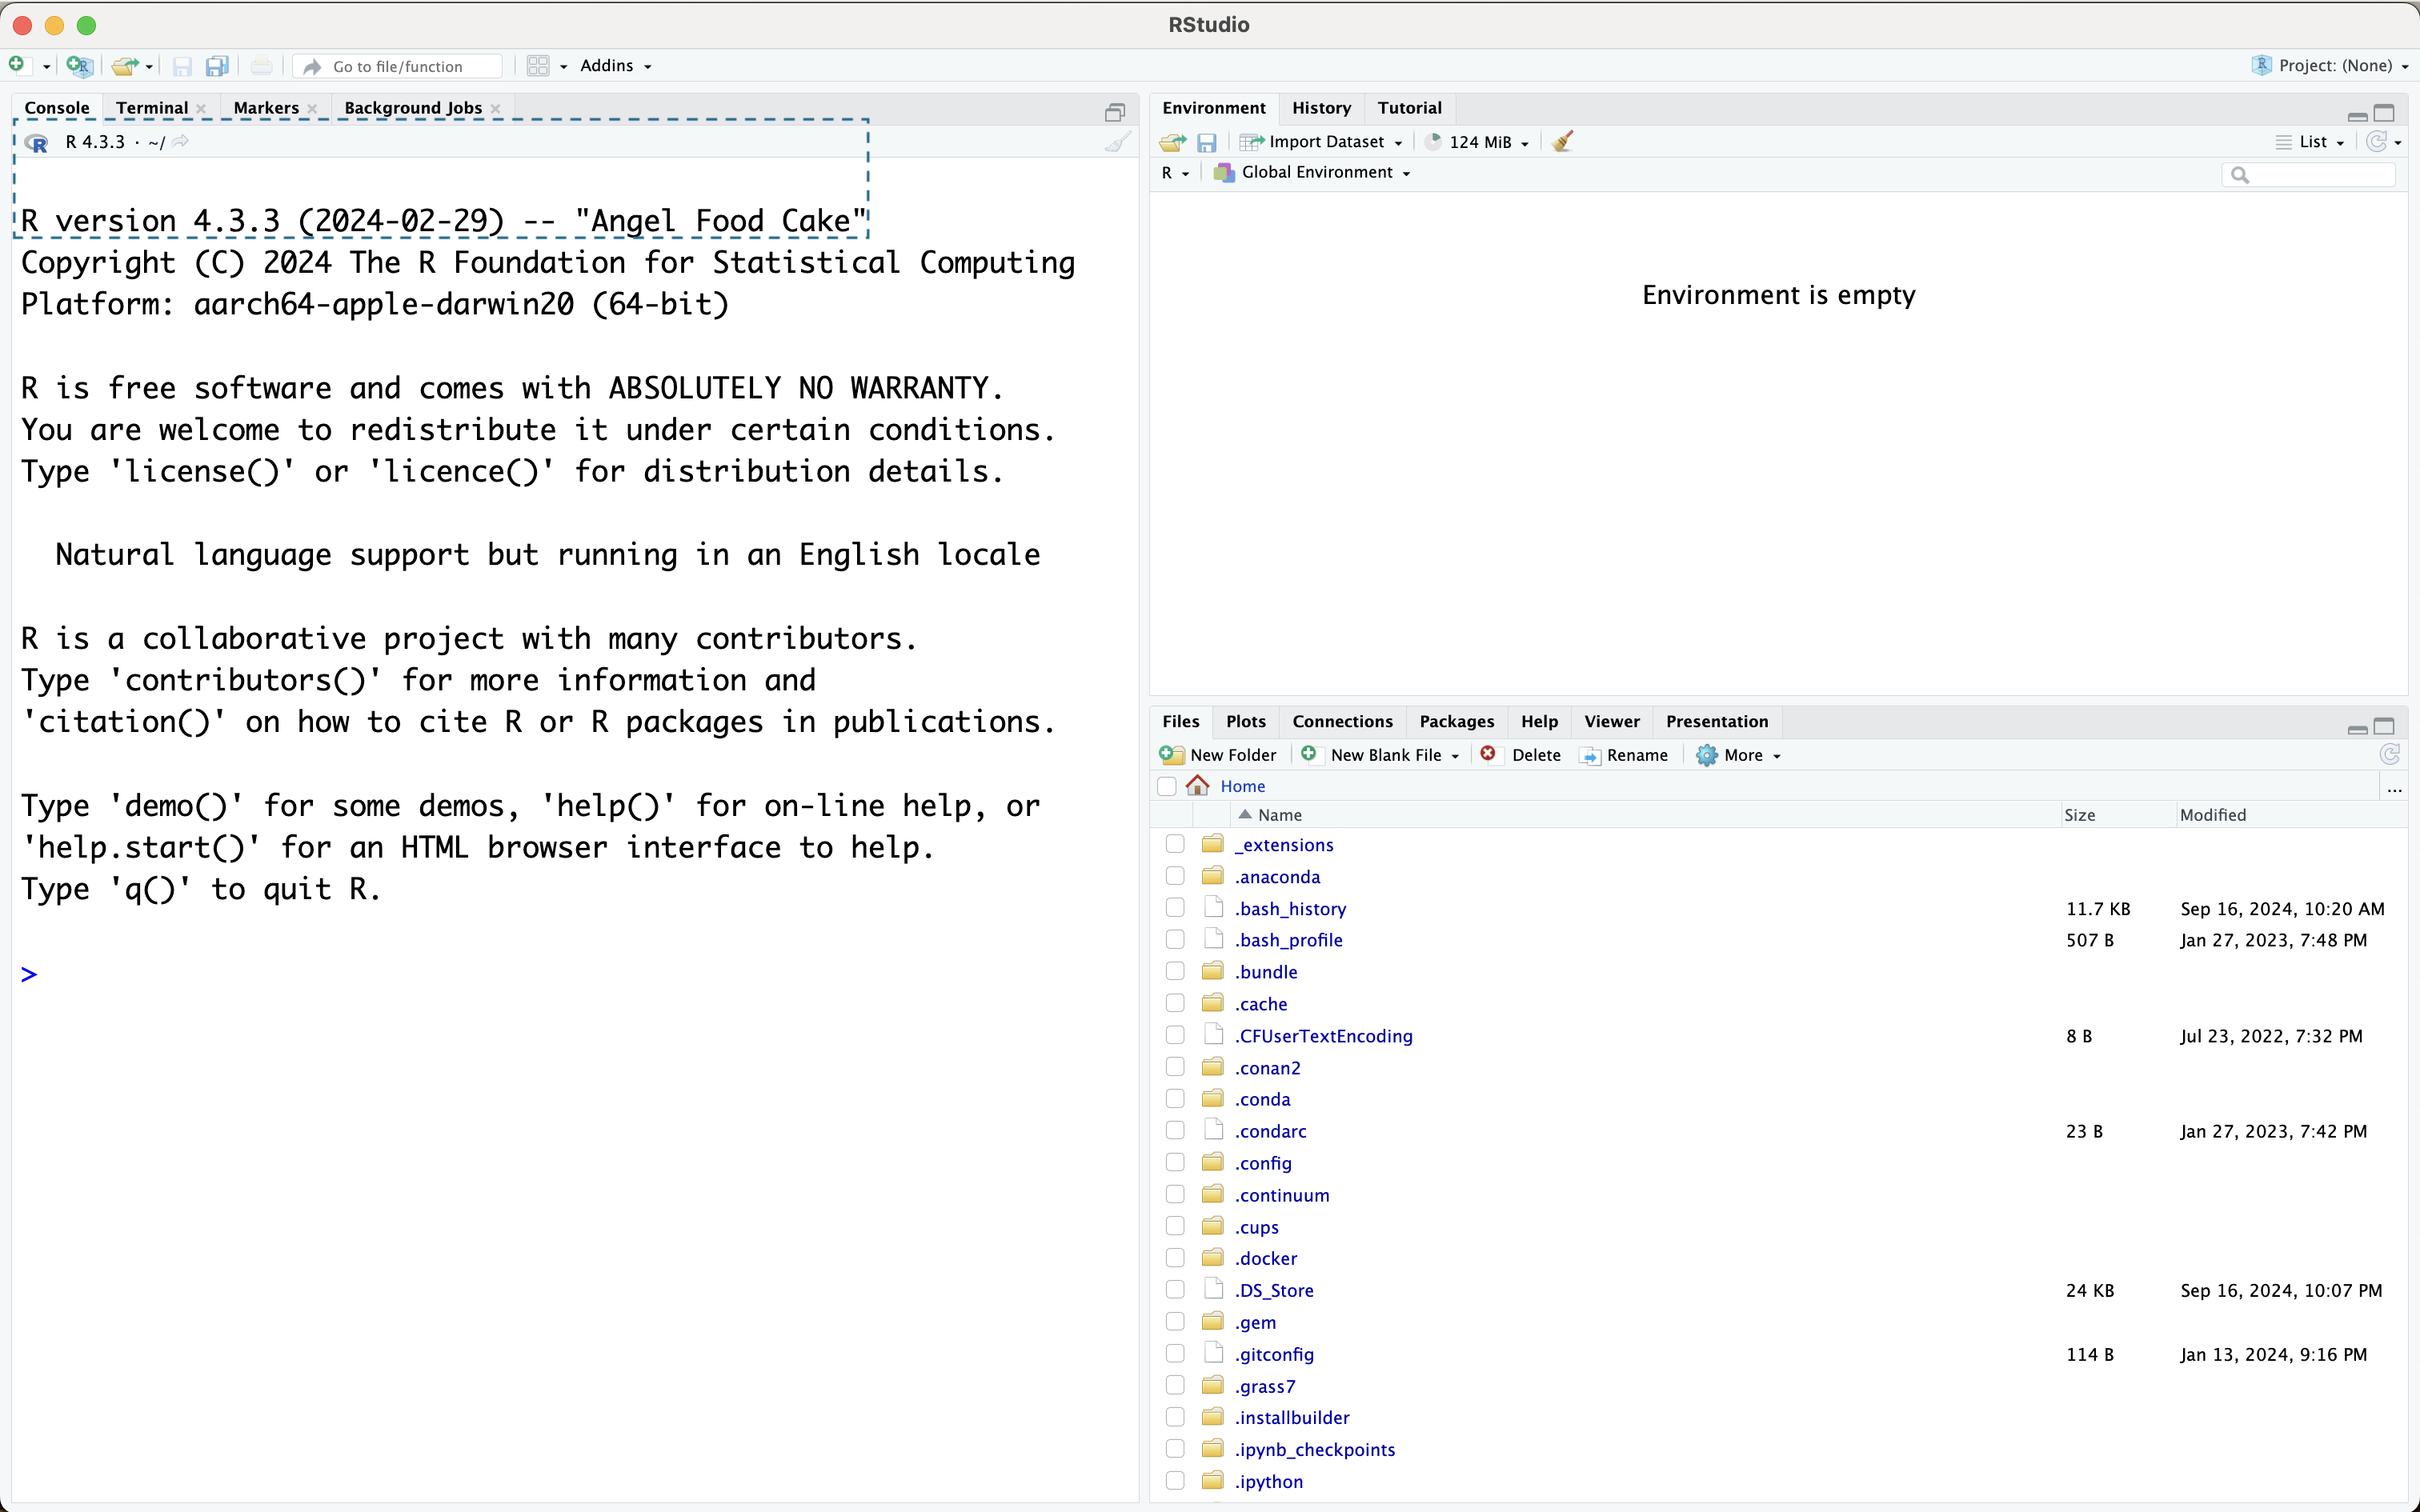 RStudio
Go to file/function
Addins
Project: (None)
Console Terminal Markers Background Jobs
R 4.3.3 · ~/
R version 4.3.3 (2024-02-29) -- "Angel Food Cake"
Copyright (C) 2024 The R Foundation for Statistical Computing
Platform: aarch64-apple-darwin20 (64-bit)
R is free software and comes with ABSOLUTELY NO WARRANTY.
You are welcome to redistribute it under certain conditions.
Type 'license()' or 'licence()' for distribution details.
Natural language support but running in an English locale
R is a collaborative project with many contributors.
Type 'contributors()' for more information and
'citation()' on how to cite R or R packages in publications.
Type 'demo()' for some demos, 'help()' for on-line help, or
'help.start()' for an HTML browser interface to help.
Type 'q()' to quit R.
>
Environment History Tutorial
Import Dataset 124 MiB List
R Global Environment
Environment is empty
Files Plots Connections Packages Help Viewer Presentation
New Folder New Blank File Delete Rename More
Home ...
Name Size Modified
_extensions
.anaconda
.bash_history 11.7 KB Sep 16, 2024, 10:20 AM
.bash_profile 507 B Jan 27, 2023, 7:48 PM
.bundle
.cache
.CFUserTextEncoding 8 B Jul 23, 2022, 7:32 PM
.conan2
.conda
.condarc 23 B Jan 27, 2023, 7:42 PM
.config
.continuum
.cups
.docker
.DS_Store 24 KB Sep 16, 2024, 10:07 PM
.gem
.gitconfig 114 B Jan 13, 2024, 9:16 PM
.grass7
.installbuilder
.ipynb_checkpoints
.ipython